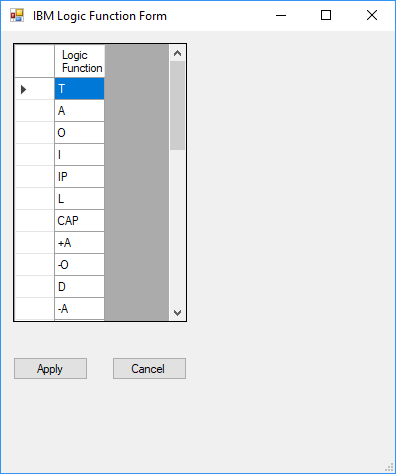 IBM Logic Function Form
Logic
Function
T
A
O
I
IP
L
CAP
+A
-O
D
-A
Apply
Cancel